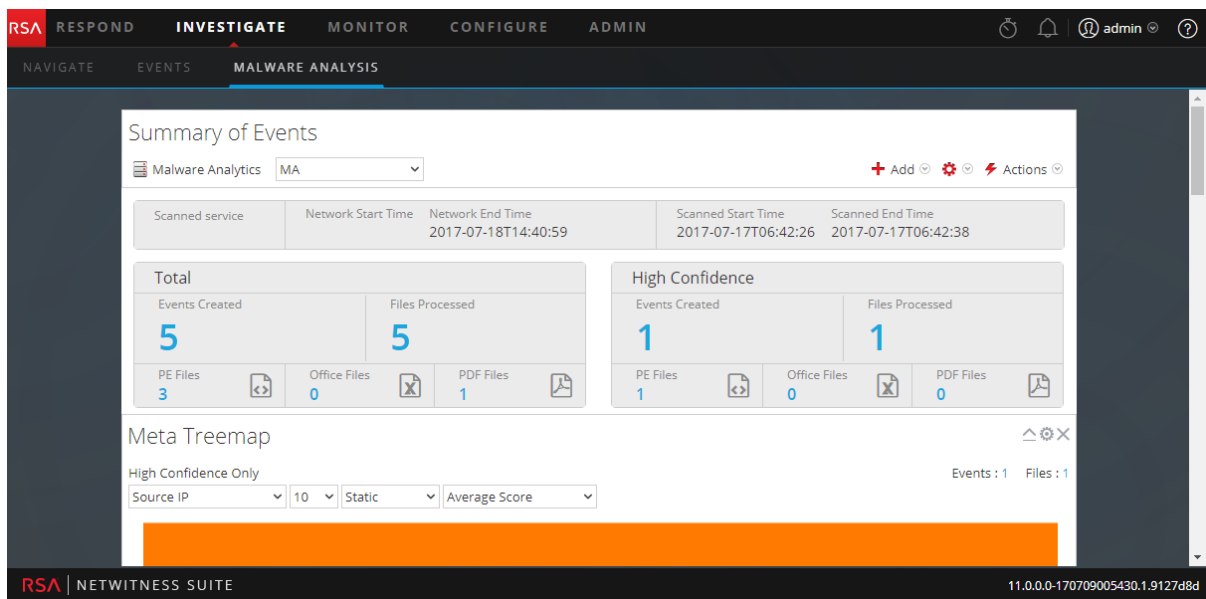 RSA RESPOND INVESTIGATE MONITOR CONFIGURE ADMIN admin ?
NAVIGATE EVENTS MALWARE ANALYSIS
Summary of Events
Malware Analytics MA Add Actions
Scanned service Network Start Time Network End Time Scanned Start Time Scanned End Time
2017-07-18T14:40:59 2017-07-17T06:42:26 2017-07-17T06:42:38
Total High Confidence
Events Created Files Processed Events Created Files Processed
5 5 1 1
PE Files Office Files PDF Files PE Files Office Files PDF Files
3 0 1 1 0 0
Meta Treemap
High Confidence Only Events : 1 Files : 1
Source IP 10 Static Average Score
RSA NETWITNESS SUITE 11.0.0.0-170709005430.1.9127d8d